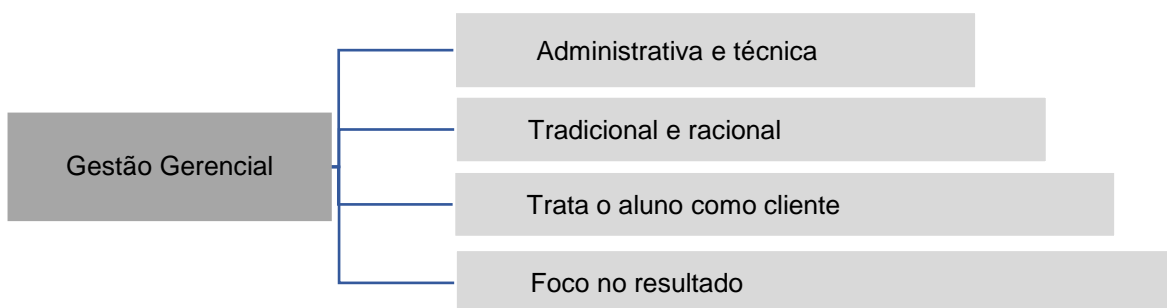 Gestão Gerencial
Administrativa e técnica
Tradicional e racional
Trata o aluno como cliente
Foco no resultado